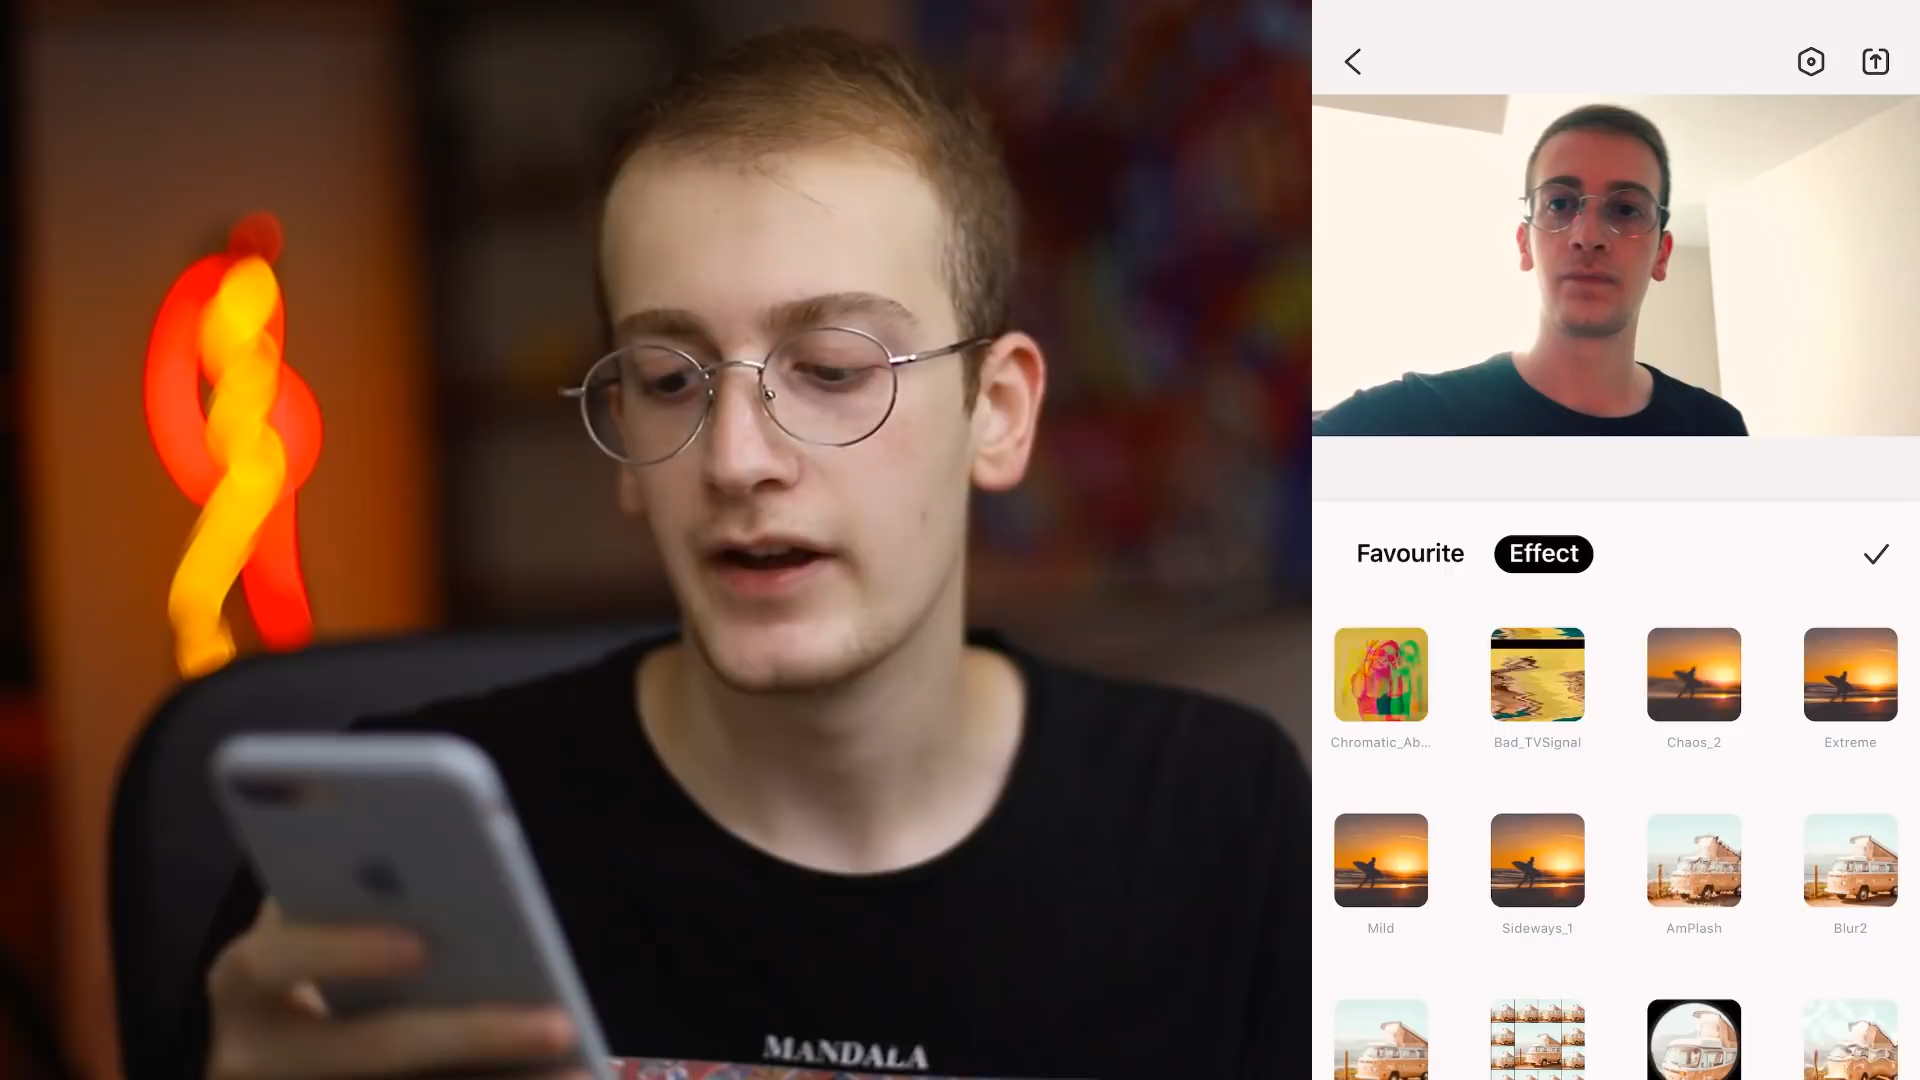 Favourite Effect
Chromatic_Ab... Bad_TVSignal Chaos_2 Extreme
Mild Sideways_1 AmPlash Blur2
MANDALA